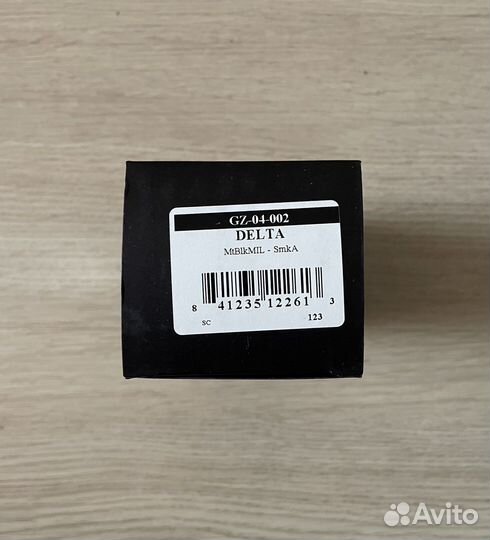 GZ-04-002
DELTA
MtBlkMIL - SmkA
8 41235 12261 3
SC 123
Avito